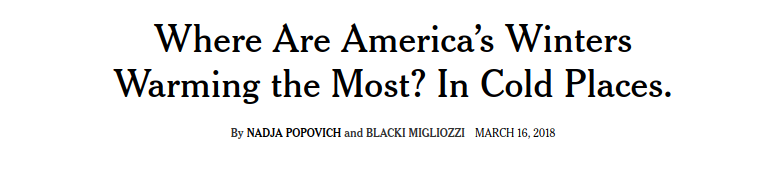 Where Are America’s Winters
Warming the Most? In Cold Places.
By NADJA POPOVICH and BLACKI MIGLIOZZI MARCH 16, 2018